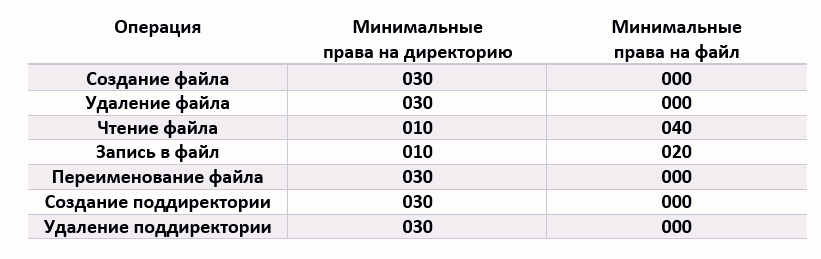 Операция Минимальные Минимальные
права на директорию права на файл
Создание файла 030 000
Удаление файла 030 000
Чтение файла 010 040
Запись в файл 010 020
Переименование файла 030 000
Создание поддиректории 030 000
Удаление поддиректории 030 000